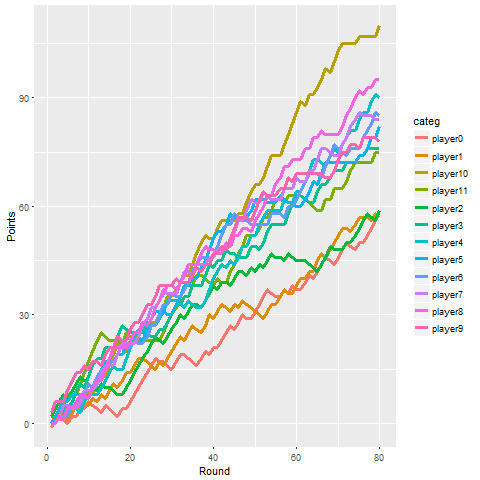 Points
90
60
30
0
0
20
40
60
80
Round
categ
player0
player1
player10
player11
player2
player3
player4
player5
player6
player7
player8
player9